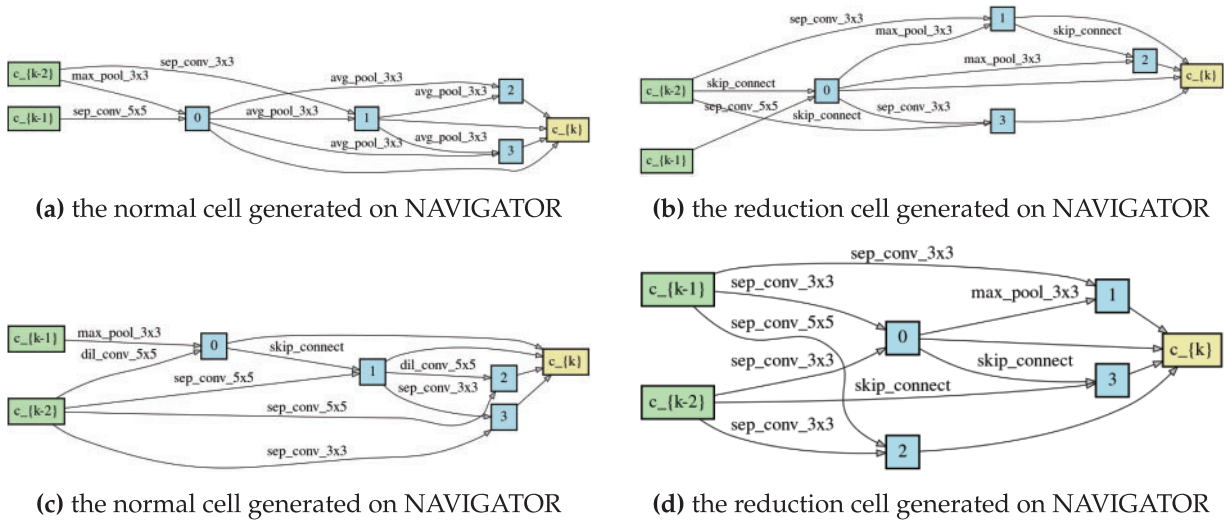 sep_conv_3x3
c_{k-2}
max_pool_3x3
avg_pool_3x3
2
avg_pool_3x3
c_{k-1}
sep_conv_5x5
0
avg_pool_3x3
1
c_{k}
avg_pool_3x3
avg_pool_3x3
3
(a) the normal cell generated on NAVIGATOR
sep_conv_3x3
1
max_pool_3x3
skip_connect
max_pool_3x3
2
c_{k}
c_{k-2}
skip_connect
0
sep_conv_5x5
sep_conv_3x3
skip_connect
3
c_{k-1}
(b) the reduction cell generated on NAVIGATOR
c_{k-1}
max_pool_3x3
0
skip_connect
dil_conv_5x5
c_{k}
sep_conv_5x5
1
dil_conv_5x5
2
sep_conv_3x3
c_{k-2}
sep_conv_5x5
3
sep_conv_3x3
(c) the normal cell generated on NAVIGATOR
sep_conv_3x3
c_{k-1}
sep_conv_3x3
max_pool_3x3
1
sep_conv_5x5
0
c_{k}
sep_conv_3x3
skip_connect
3
c_{k-2}
skip_connect
sep_conv_3x3
2
(d) the reduction cell generated on NAVIGATOR